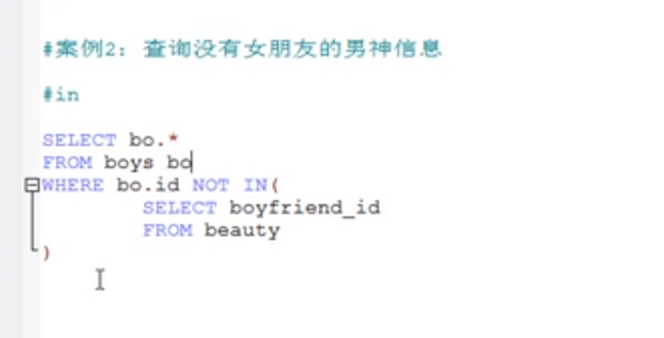 #案例2：查询没有女朋友的男神信息
#in
SELECT bo.*
FROM boys bo
WHERE bo.id NOT IN(
SELECT boyfriend_id
FROM beauty
)